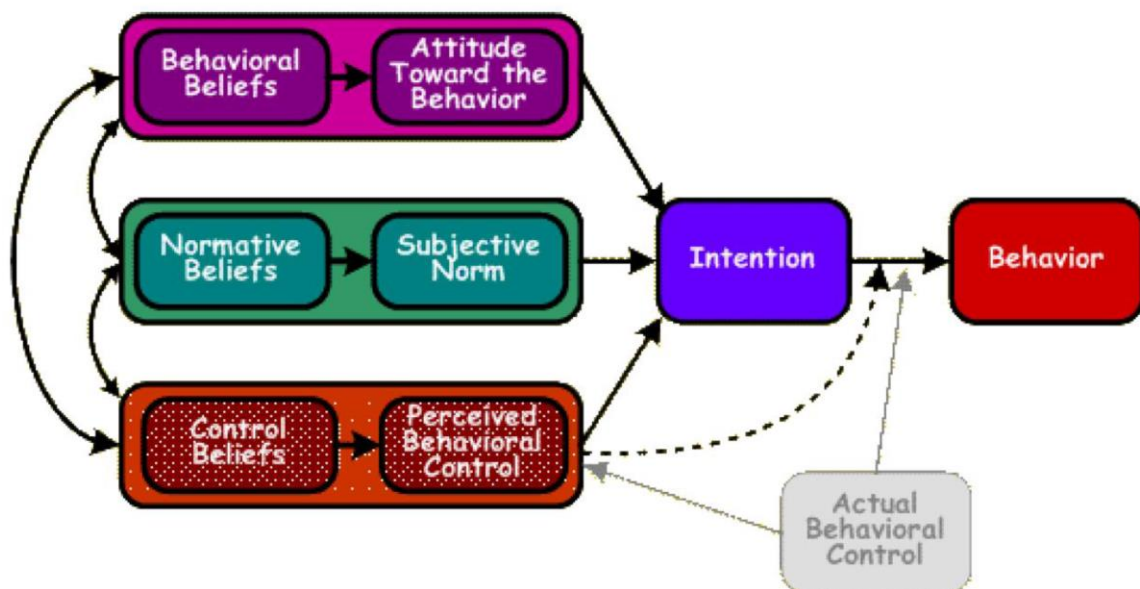 Behavioral
Beliefs
Attitude
Toward the
Behavior
Normative
Beliefs
Subjective
Norm
Intention
Behavior
Control
Beliefs
Perceived
Behavioral
Control
Actual
Behavioral
Control